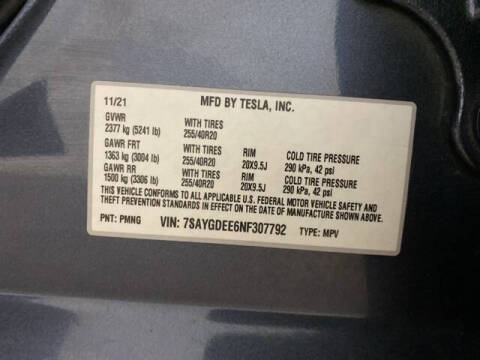 11/21 MFD BY TESLA, INC.
GVWR WITH TIRES
2377 kg (5241 lb) 255/40R20
GAWR FRT WITH TIRES RIM COLD TIRE PRESSURE
1363 kg (3004 lb) 255/40R20 20X9.5J 290 kPa, 42 psi
GAWR RR WITH TIRES RIM COLD TIRE PRESSURE
1500 kg (3306 lb) 255/40R20 20X9.5J 290 kPa, 42 psi
THIS VEHICLE CONFORMS TO ALL APPLICABLE U.S. FEDERAL MOTOR VEHICLE SAFETY AND
THEFT PREVENTION STANDARDS IN EFFECT ON THE DATE OF MANUFACTURE SHOWN ABOVE.
PNT: PMNG VIN: 7SAYGDEE6NF307792 TYPE: MPV